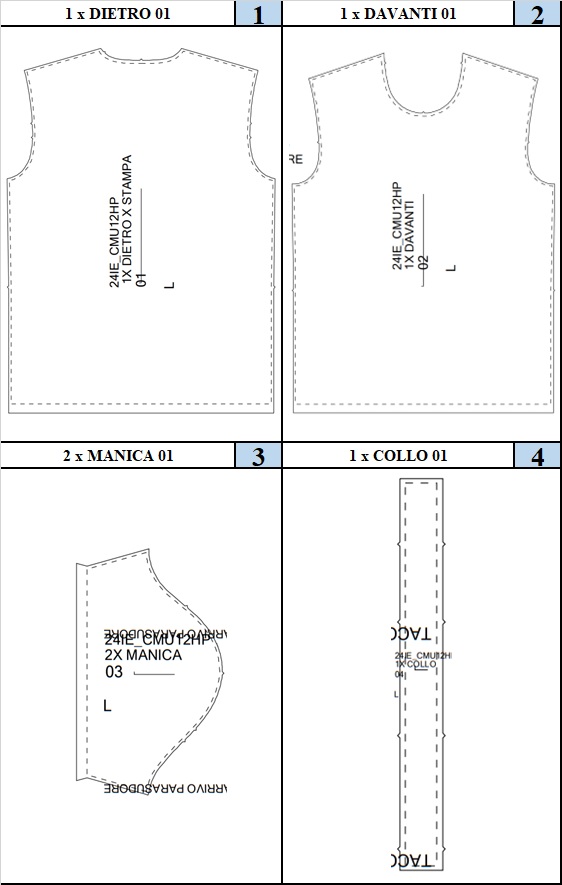 1 x DIETRO 01
1
1 x DAVANTI 01
2
24IE_CMU12HP
1X DIETRO X STAMPA
01
L
RE
24IE_CMU12HP
1X DAVANTI
02
L
2 x MANICA 01
3
1 x COLLO 01
4
ARRIVO PARASUDORE
24IE_CMU12HP
2X MANICA
03
L
ARRIVO PARASUDORE
TACC
24IE_CMU12H
1X COLLO
04
L
TACC